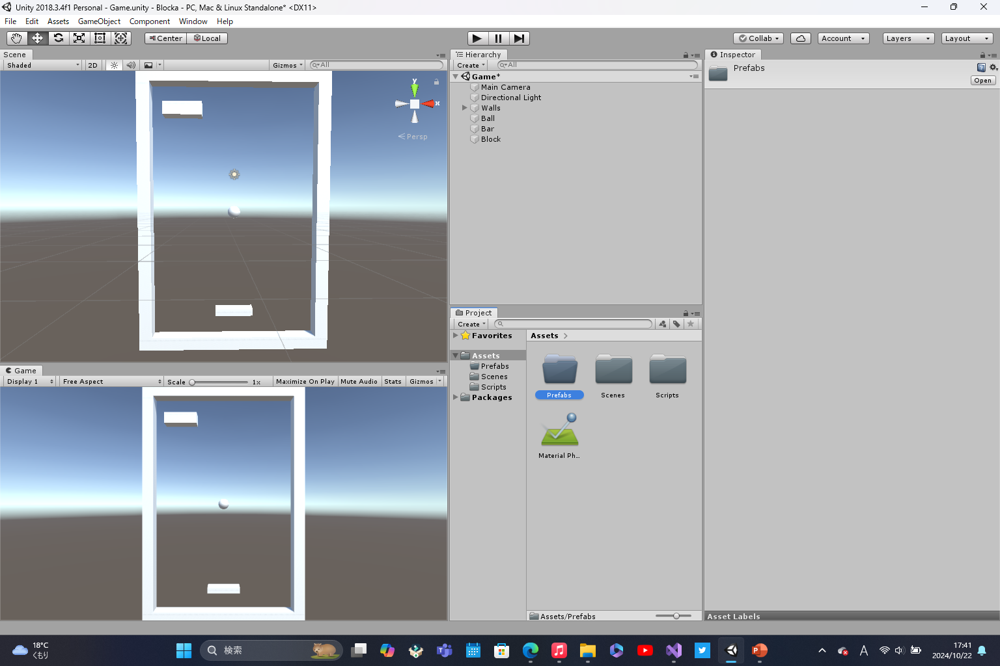 Unity 2018.3.4f1 Personal - Game.unity - Blocka - PC, Mac & Linux Standalone* <DX11>
File Edit Assets GameObject Component Window Help
Center Local
Collab Account Layers Layout
Scene
Shaded 2D Gizmos All
y
x
Persp
Hierarchy
Create All
Game*
Main Camera
Directional Light
Walls
Ball
Bar
Block
Inspector
Prefabs
Open
Project
Create
Favorites
Assets
Prefabs
Scenes
Scripts
Packages
Assets
Prefabs Scenes Scripts
Material Ph...
Assets/Prefabs
Asset Labels
Game
Display 1 Free Aspect Scale 1x Maximize On Play Mute Audio Stats Gizmos
18°C
くもり
検索
A
17:41
2024/10/22